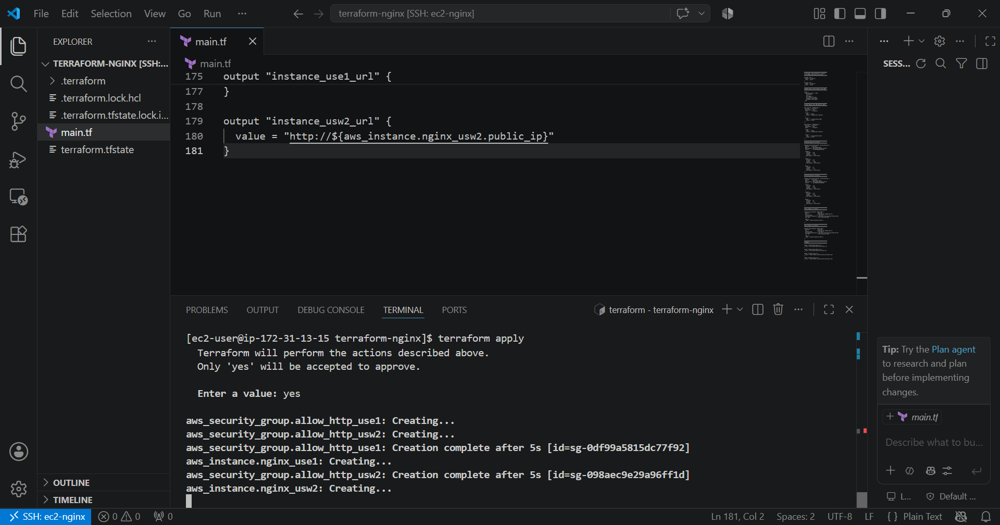 File Edit Selection View Go Run ···
terraform-nginx [SSH: ec2-nginx]
EXPLORER
TERRAFORM-NGINX [SSH:...
.terraform
.terraform.lock.hcl
.terraform.tfstate.lock.i...
main.tf
terraform.tfstate
OUTLINE
TIMELINE
main.tf
main.tf
175 output "instance_use1_url" {
177 }
178
179 output "instance_usw2_url" {
180 value = "http://${aws_instance.nginx_usw2.public_ip}"
181 }
PROBLEMS OUTPUT DEBUG CONSOLE TERMINAL PORTS
terraform - terraform-nginx
[ec2-user@ip-172-31-13-15 terraform-nginx]$ terraform apply
Terraform will perform the actions described above.
Only 'yes' will be accepted to approve.
Enter a value: yes
aws_security_group.allow_http_use1: Creating...
aws_security_group.allow_http_usw2: Creating...
aws_security_group.allow_http_use1: Creation complete after 5s [id=sg-0df99a5815dc77f92]
aws_instance.nginx_use1: Creating...
aws_security_group.allow_http_usw2: Creation complete after 5s [id=sg-098aec9e29a96ff1d]
aws_instance.nginx_usw2: Creating...
SESS...
Tip: Try the Plan agent
to research and plan
before implementing
changes.
main.tf
Describe what to bu...
L... Default ...
SSH: ec2-nginx 0 0 0
Ln 181, Col 2 Spaces: 2 UTF-8 LF { } Plain Text